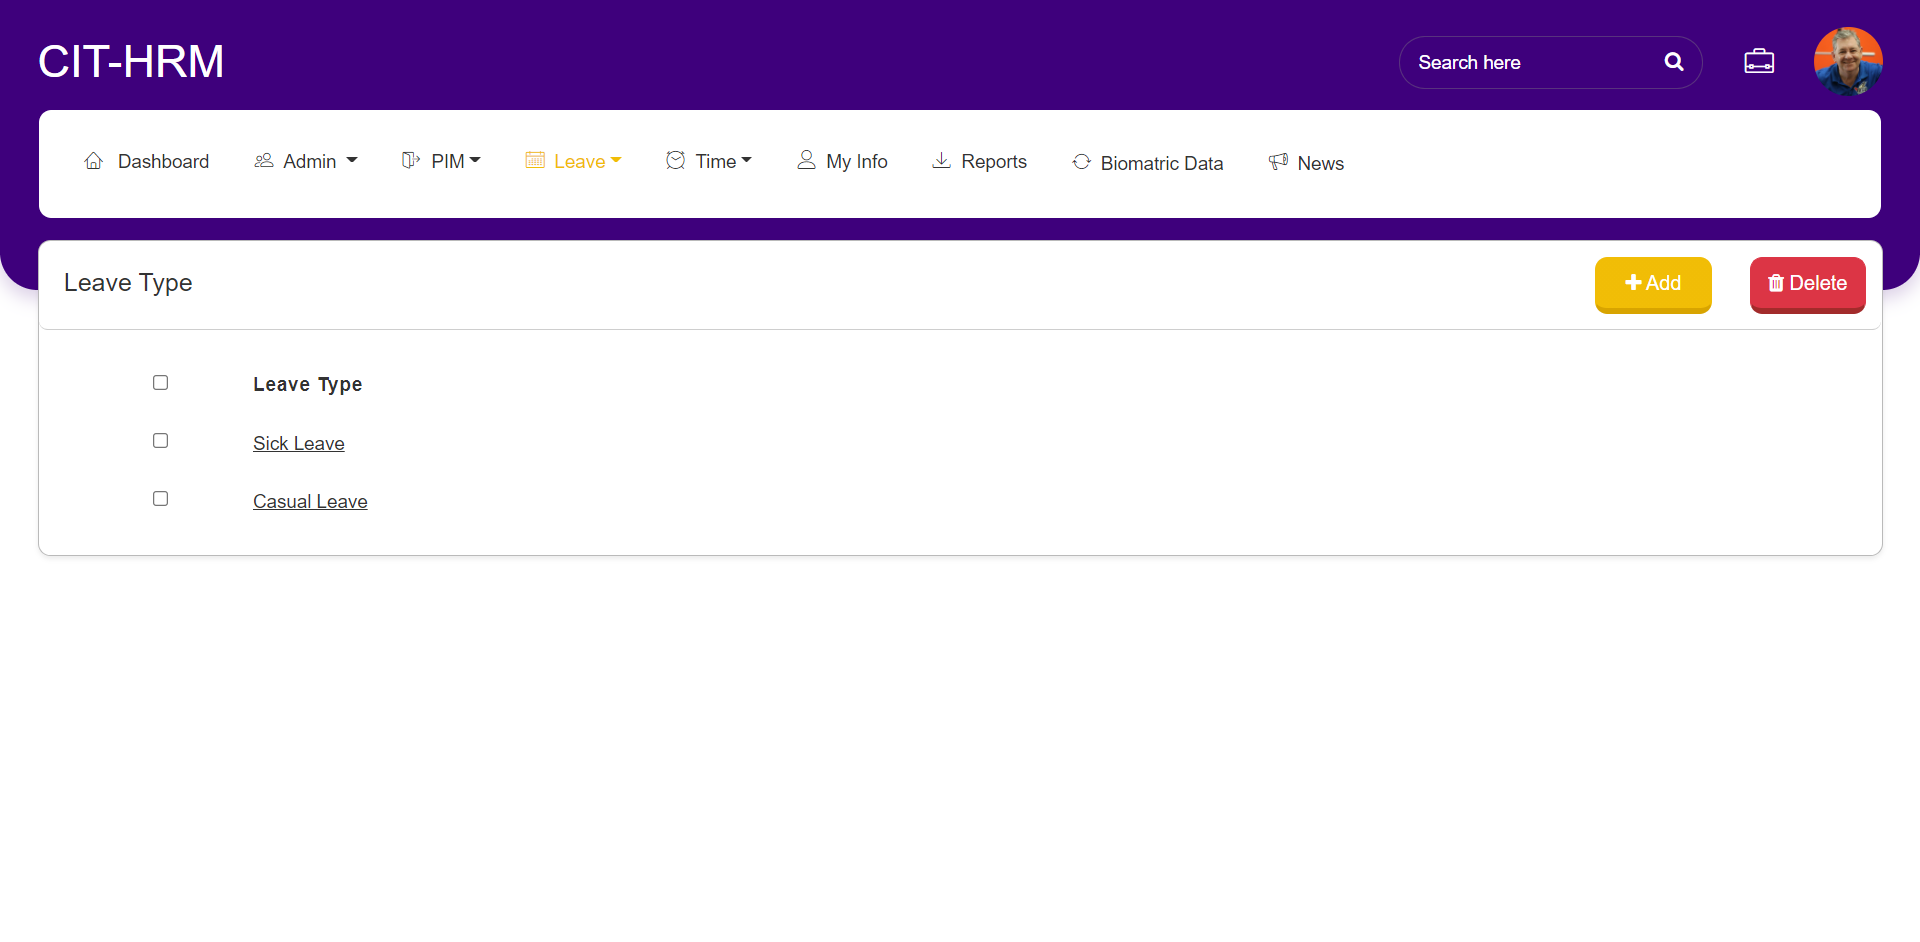 CIT-HRM
Search here
Dashboard Admin PIM Leave Time My Info Reports Biomatric Data News
Leave Type
Add Delete
Leave Type
Sick Leave
Casual Leave